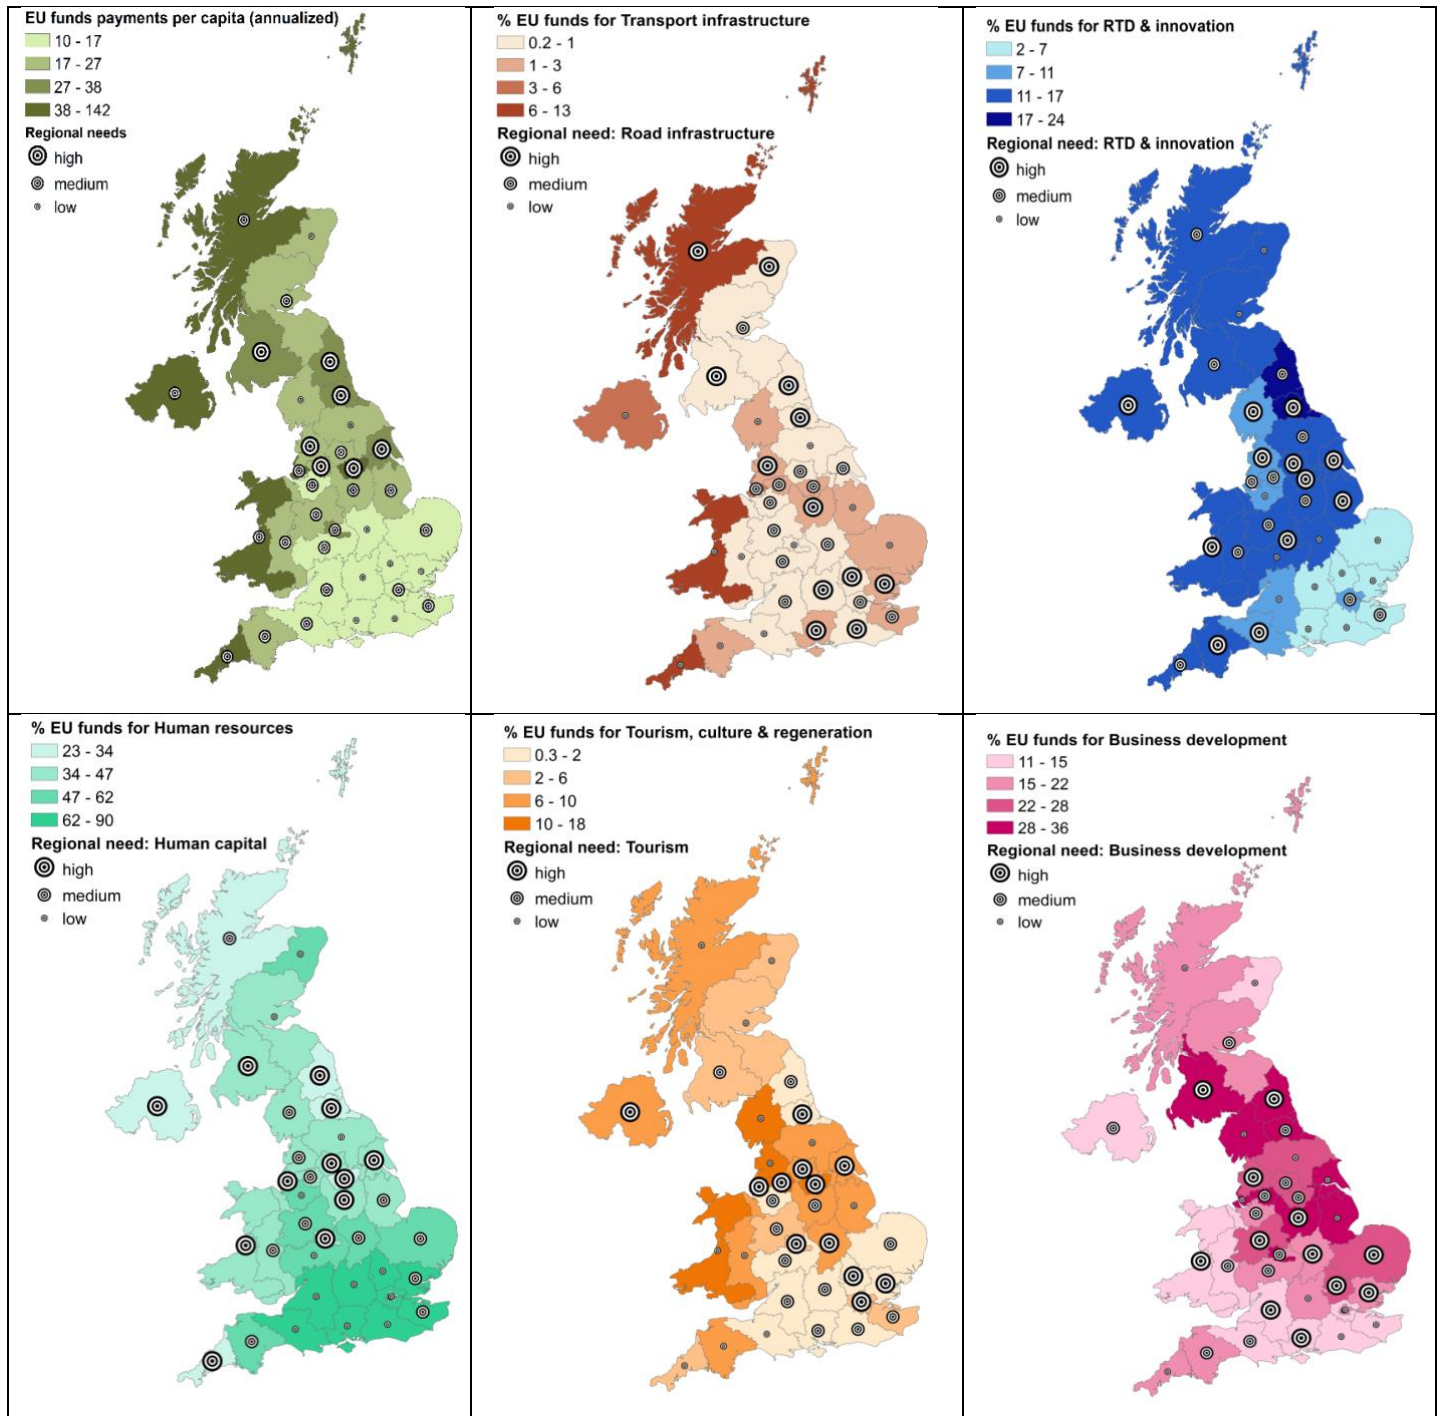 EU funds payments per capita (annualized)
10 - 17
17 - 27
27 - 38
38 - 142
Regional needs
high
medium
low
% EU funds for Transport infrastructure
0.2 - 1
1 - 3
3 - 6
6 - 13
Regional need: Road infrastructure
high
medium
low
% EU funds for RTD & innovation
2 - 7
7 - 11
11 - 17
17 - 24
Regional need: RTD & innovation
high
medium
low
% EU funds for Human resources
23 - 34
34 - 47
47 - 62
62 - 90
Regional need: Human capital
high
medium
low
% EU funds for Tourism, culture & regeneration
0.3 - 2
2 - 6
6 - 10
10 - 18
Regional need: Tourism
high
medium
low
% EU funds for Business development
11 - 15
15 - 22
22 - 28
28 - 36
Regional need: Business development
high
medium
low